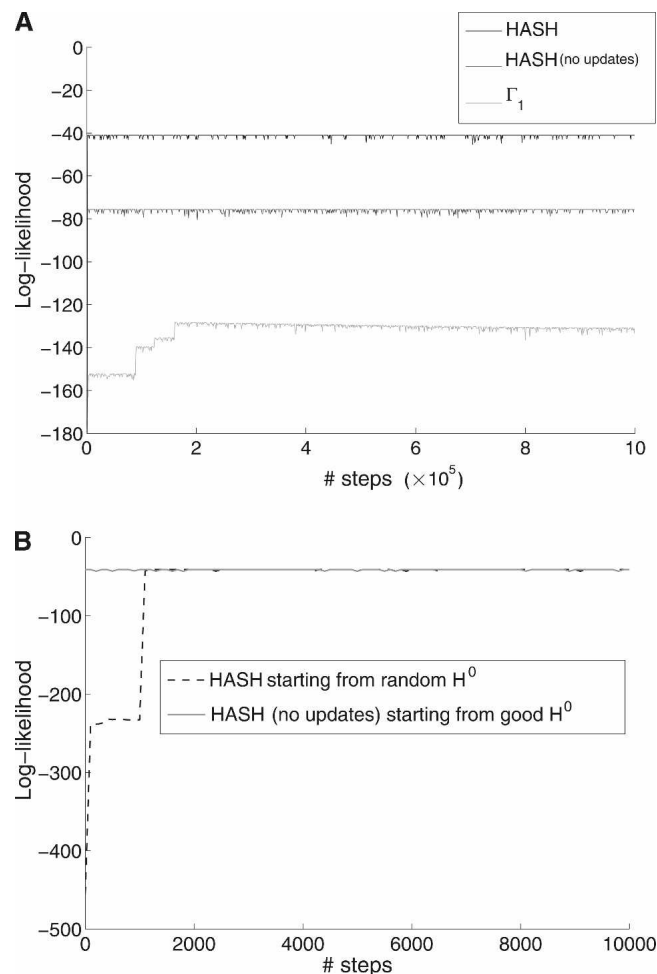 A
HASH
HASH (no updates)
Γ1
0
−20
−40
−60
−80
−100
−120
−140
−160
−180
Log−likelihood
0
2
4
6
8
10
# steps (×10^5)
B
0
−100
−200
−300
−400
−500
Log−likelihood
HASH starting from random H^0
HASH (no updates) starting from good H^0
0
2000
4000
6000
8000
10000
# steps